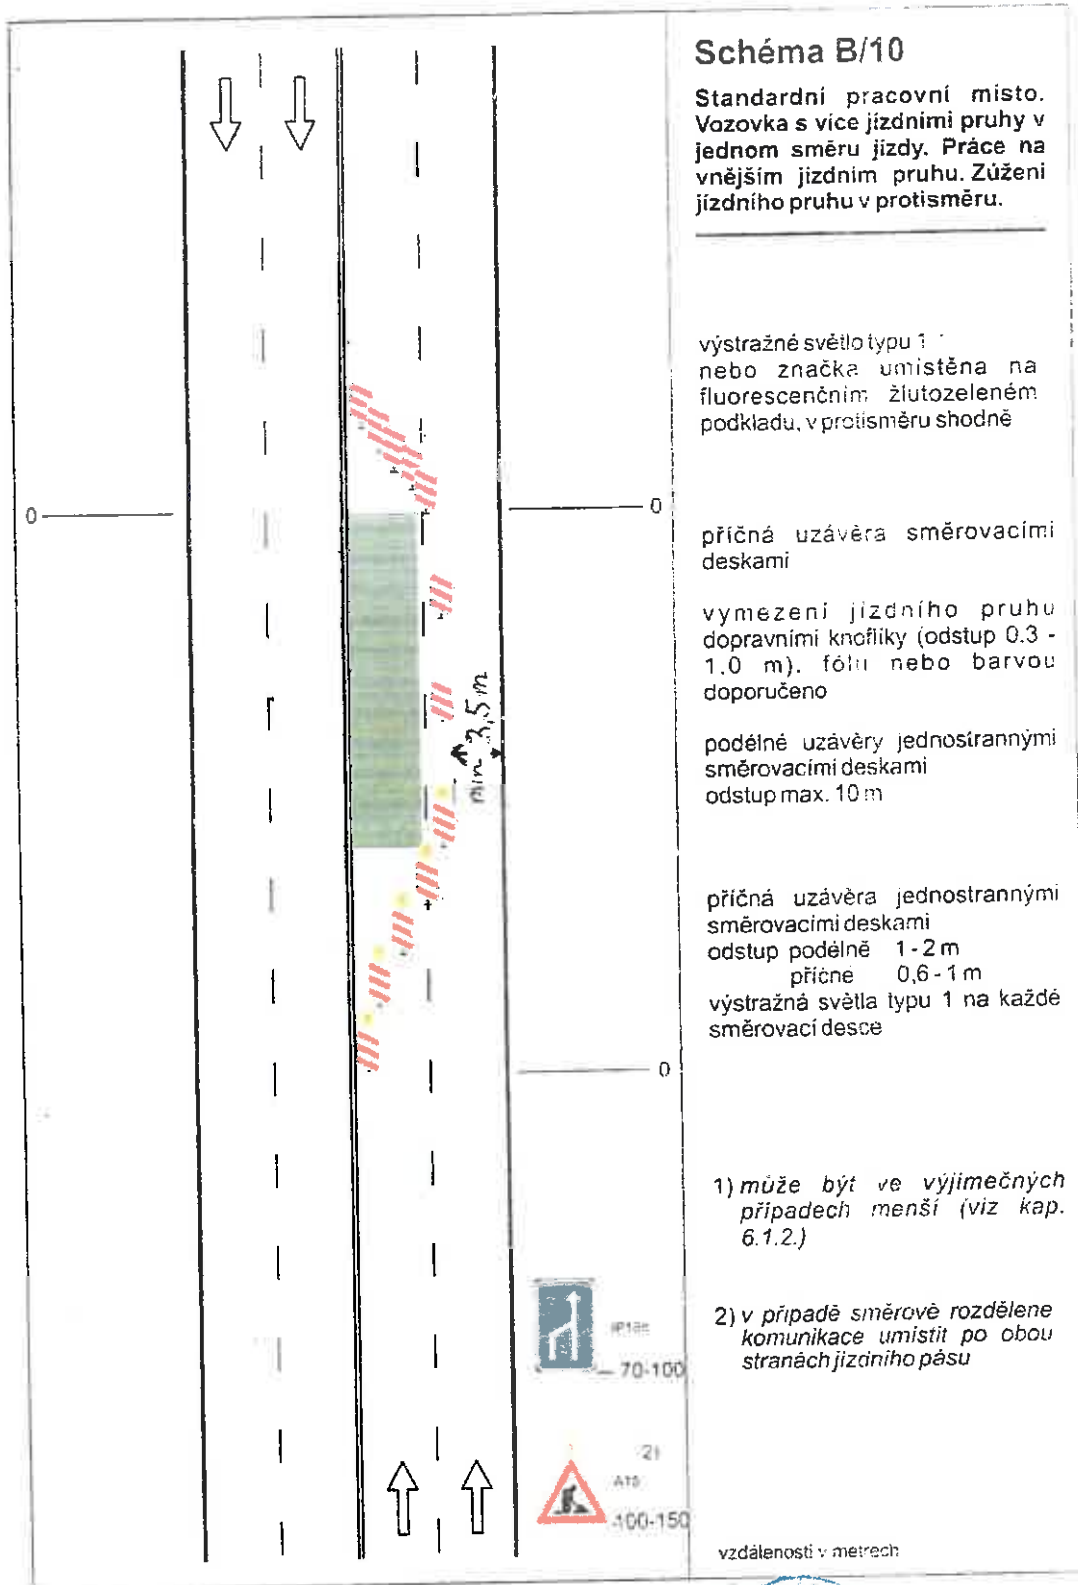 Schéma B/10
Standardní pracovní místo.
Vozovka s více jízdními pruhy v
jednom směru jízdy. Práce na
vnějším jízdním pruhu. Zúžení
jízdního pruhu v protisměru.
výstražné světlo typu 1
nebo značka umístěna na
fluorescenčním žlutozeleném
podkladu, v protisměru shodně
0
0
příčná uzávěra směrovacími
deskami
vymezení jízdního pruhu
dopravními knoflíky (odstup 0.3 -
1.0 m), fólií nebo barvou
doporučeno
min 3,5 m
podélné uzávěry jednostrannými
směrovacími deskami
odstup max. 10 m
příčná uzávěra jednostrannými
směrovacími deskami
odstup podélně 1 - 2 m
příčně 0,6 - 1 m
výstražná světla typu 1 na každé
směrovací desce
0
1) může být ve výjimečných
případech menší (viz kap.
6.1.2.)
2) v případě směrově rozdělené
komunikace umístit po obou
stranách jízdního pásu
70-100
2)
A15
100-150
vzdálenosti v metrech